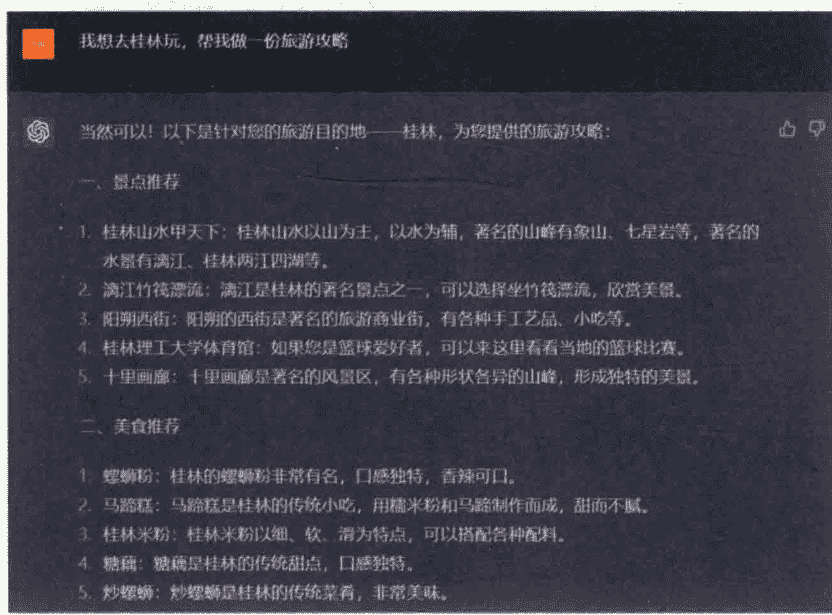 我想去桂林玩，帮我做一份旅游攻略
当然可以！以下是针对您的旅游目的地——桂林，为您提供的旅游攻略：
一、景点推荐
1. 桂林山水甲天下：桂林山水以山为主，以水为辅，著名的山峰有象山、七星岩等，著名的
水景有漓江、桂林两江四湖等。
2. 漓江竹筏漂流：漓江是桂林的著名景点之一，可以选择坐竹筏漂流，欣赏美景。
3. 阳朔西街：阳朔的西街是著名的旅游商业街，有各种手工艺品、小吃等。
4. 桂林理工大学体育馆：如果您是篮球爱好者，可以来这里看看当地的篮球比赛。
5. 十里画廊：十里画廊是著名的风景区，有各种形状各异的山峰，形成独特的美景。
二、美食推荐
1. 螺蛳粉：桂林的螺蛳粉非常有名，口感独特，香辣可口。
2. 马蹄糕：马蹄糕是桂林的传统小吃，用糯米粉和马蹄制作而成，甜而不腻。
3. 桂林米粉：桂林米粉以细、软、滑为特点，可以搭配各种配料。
4. 糖藕：糖藕是桂林的传统甜点，口感独特。
5. 炒螺蛳：炒螺蛳是桂林的传统菜肴，非常美味。